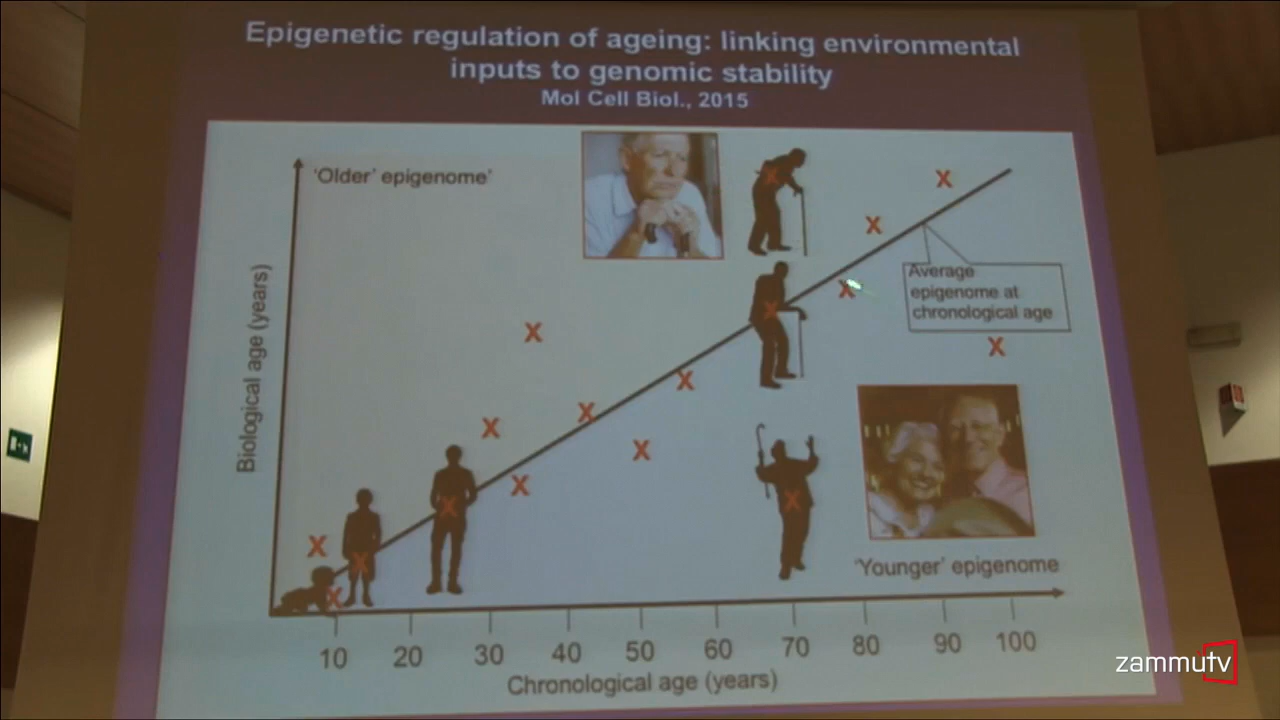 Epigenetic regulation of ageing: linking environmental
inputs to genomic stability
Mol Cell Biol., 2015
'Older' epigenome'
Biological age (years)
Average
epigenome at
chronological age
'Younger' epigenome
10 20 30 40 50 60 70 80 90 100
Chronological age (years)
zammutv